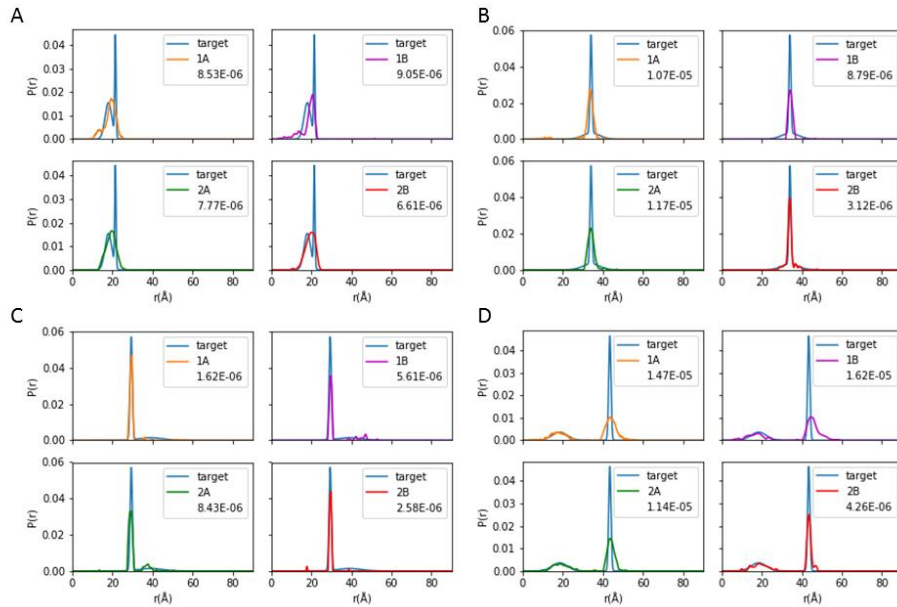 A
B
P(r)
0.04
0.03
0.02
0.01
0.00
target
1A
8.53E-06
target
1B
9.05E-06
P(r)
0.06
0.04
0.02
0.00
target
1A
1.07E-05
target
1B
8.79E-06
P(r)
0.04
0.03
0.02
0.01
0.00
target
2A
7.77E-06
target
2B
6.61E-06
P(r)
0.06
0.04
0.02
0.00
target
2A
1.17E-05
target
2B
3.12E-06
0 20 40 60 80
0 20 40 60 80
0 20 40 60 80
0 20 40 60 80
r(Å)
r(Å)
r(Å)
r(Å)
C
D
P(r)
0.06
0.04
0.02
0.00
target
1A
1.62E-06
target
1B
5.61E-06
P(r)
0.04
0.03
0.02
0.01
0.00
target
1A
1.47E-05
target
1B
1.62E-05
P(r)
0.06
0.04
0.02
0.00
target
2A
8.43E-06
target
2B
2.58E-06
P(r)
0.04
0.03
0.02
0.01
0.00
target
2A
1.14E-05
target
2B
4.26E-06
0 20 40 60 80
0 20 40 60 80
0 20 40 60 80
0 20 40 60 80
r(Å)
r(Å)
r(Å)
r(Å)